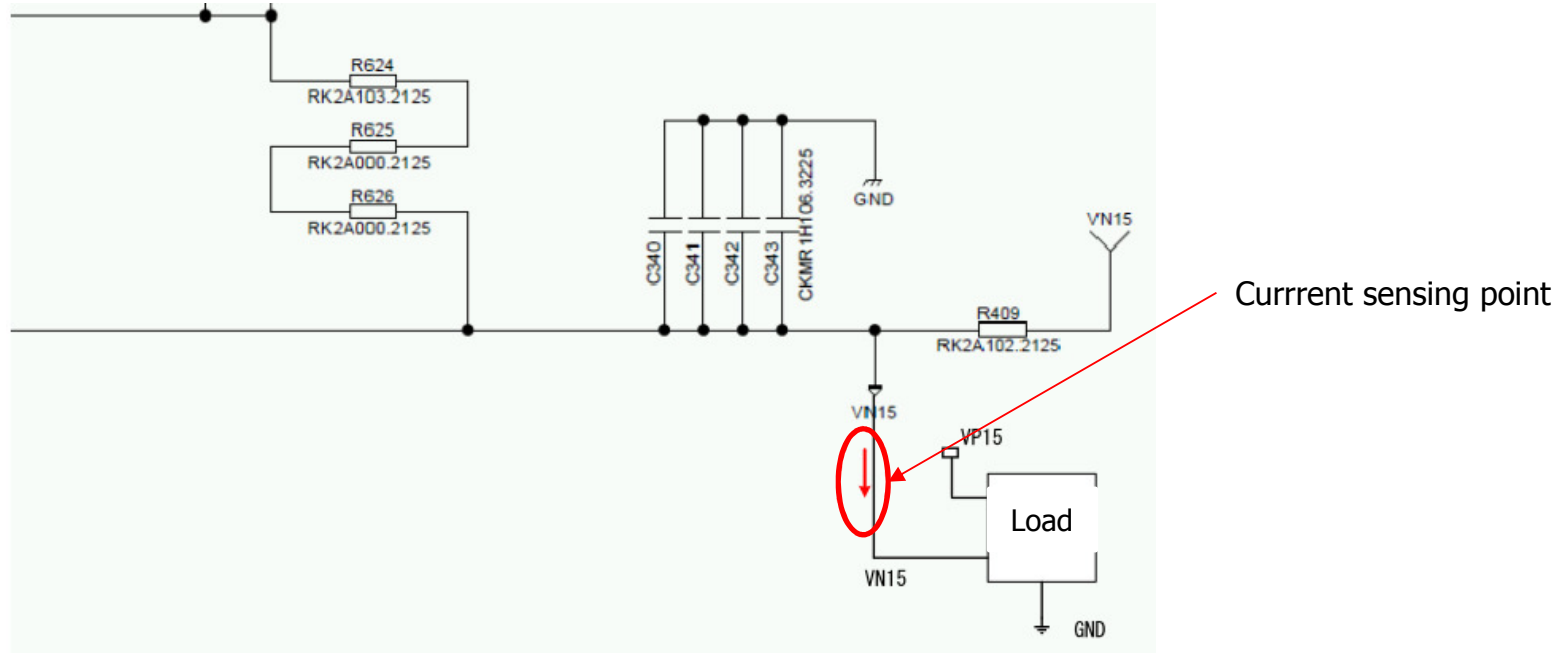 R624
RK2A103.2125
R625
RK2A000.2125
R626
RK2A000.2125
C340
C341
C342
C343
CKMR1H106.3225
GND
VN15
R409
RK2A102.2125
Currrent sensing point
VN15
VP15
Load
VN15
GND